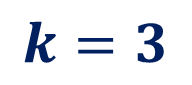 k = 3